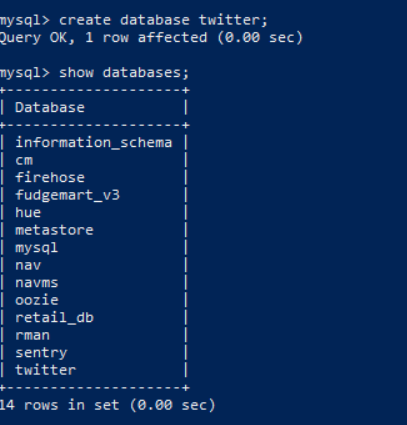 mysql> create database twitter;
Query OK, 1 row affected (0.00 sec)
mysql> show databases;
+--------------------+
| Database           |
+--------------------+
| information_schema |
| cm                 |
| firehose           |
| fudgemart_v3       |
| hue                |
| metastore          |
| mysql              |
| nav                |
| navms              |
| oozie              |
| retail_db          |
| rman               |
| sentry             |
| twitter            |
+--------------------+
14 rows in set (0.00 sec)